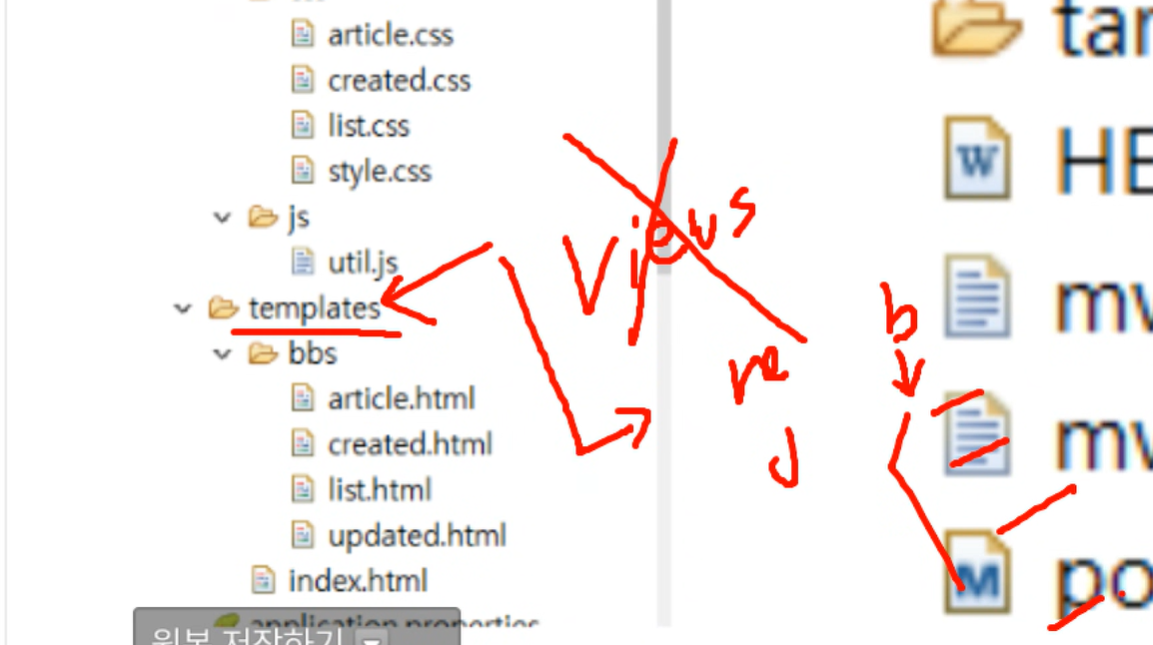 article.css
created.css
list.css
style.css
js
util.js
templates
bbs
article.html
created.html
list.html
updated.html
index.html
application.properties
원본 저장하기
Views
re
d
b
tar
HE
mv
mv
po